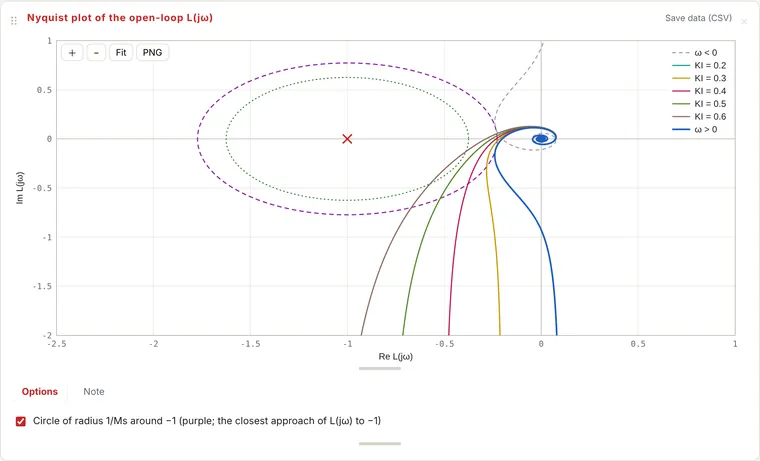 Nyquist plot of the open-loop L(jω)
Save data (CSV)
+
-
Fit
PNG
ω < 0
KI = 0.2
KI = 0.3
KI = 0.4
KI = 0.5
KI = 0.6
ω > 0
Im L(jω)
1
0.5
0
-0.5
-1
-1.5
-2
-2.5
-2
-1.5
-1
-0.5
0
0.5
1
Re L(jω)
Options
Note
Circle of radius 1/Ms around −1 (purple; the closest approach of L(jω) to −1)